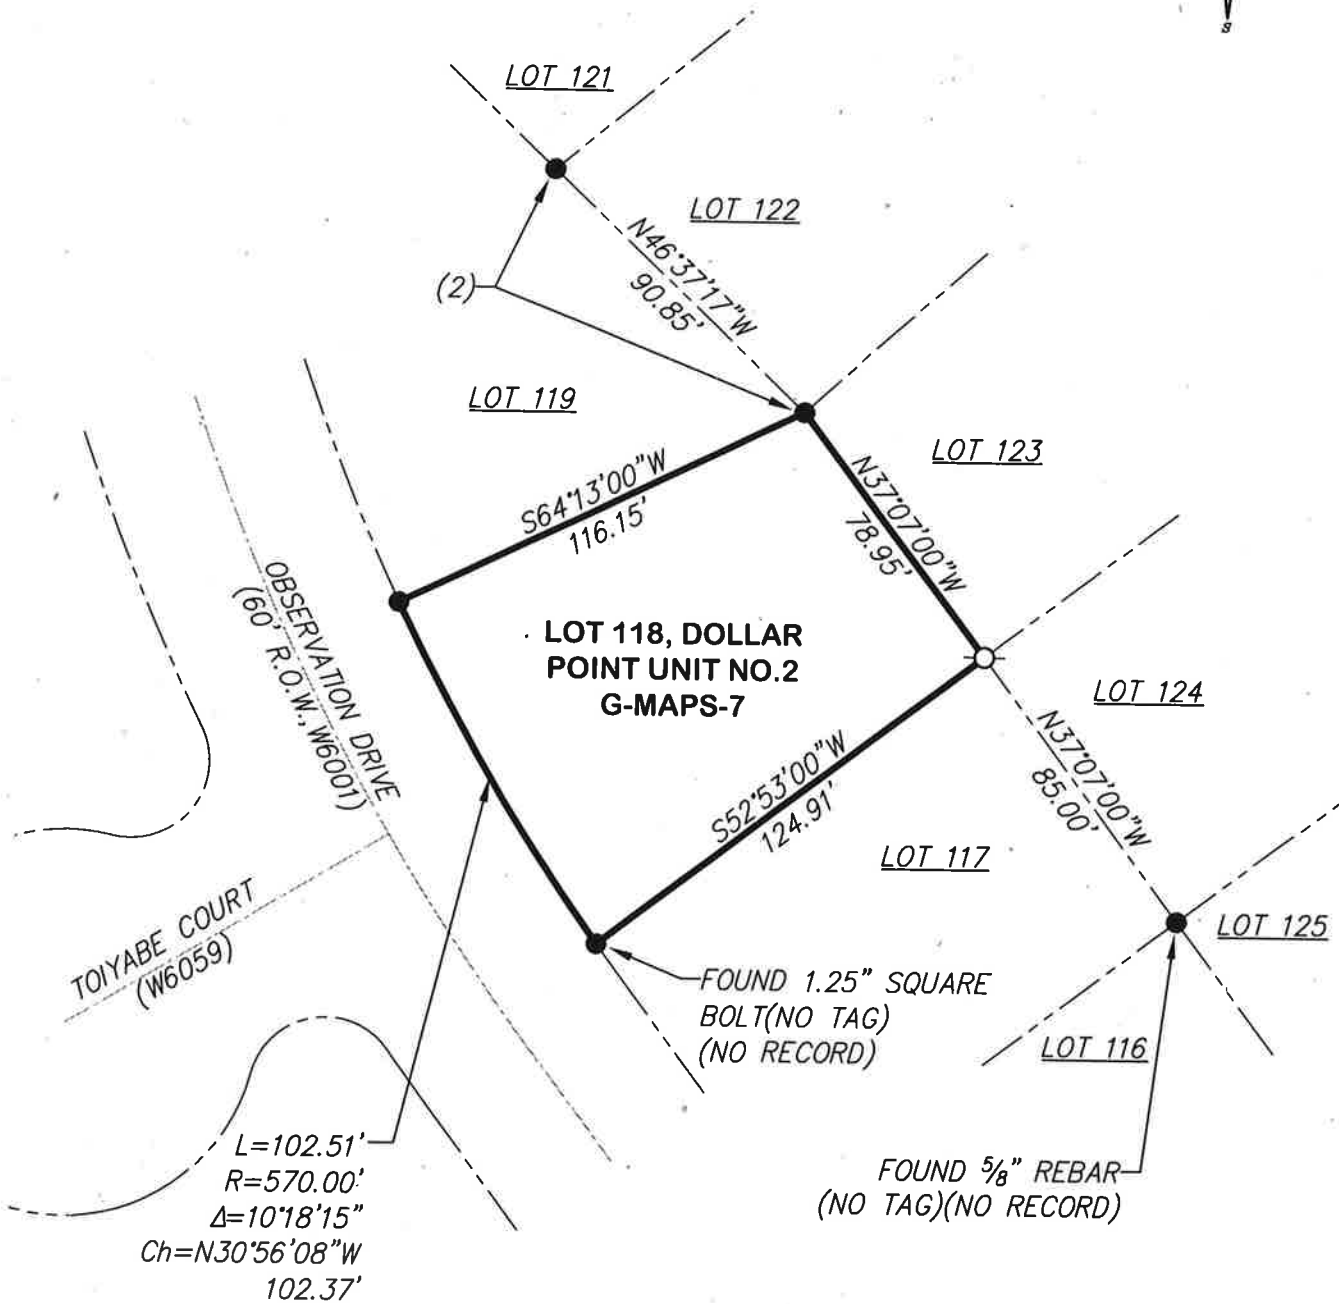 S
LOT 121
LOT 122
N46°37'17"W
90.85'
(2)
LOT 119
LOT 123
S64°13'00"W
116.15'
N37°07'00"W
78.95'
OBSERVATION DRIVE
(60' R.O.W., W6001)
LOT 118, DOLLAR
POINT UNIT NO.2
G-MAPS-7
LOT 124
N37°07'00"W
85.00'
S52°53'00"W
124.91'
LOT 117
TOIYABE COURT
(W6059)
LOT 125
FOUND 1.25" SQUARE
BOLT(NO TAG)
(NO RECORD)
LOT 116
L=102.51'
R=570.00'
Δ=10°18'15"
Ch=N30°56'08"W
102.37'
FOUND 5/8" REBAR
(NO TAG)(NO RECORD)